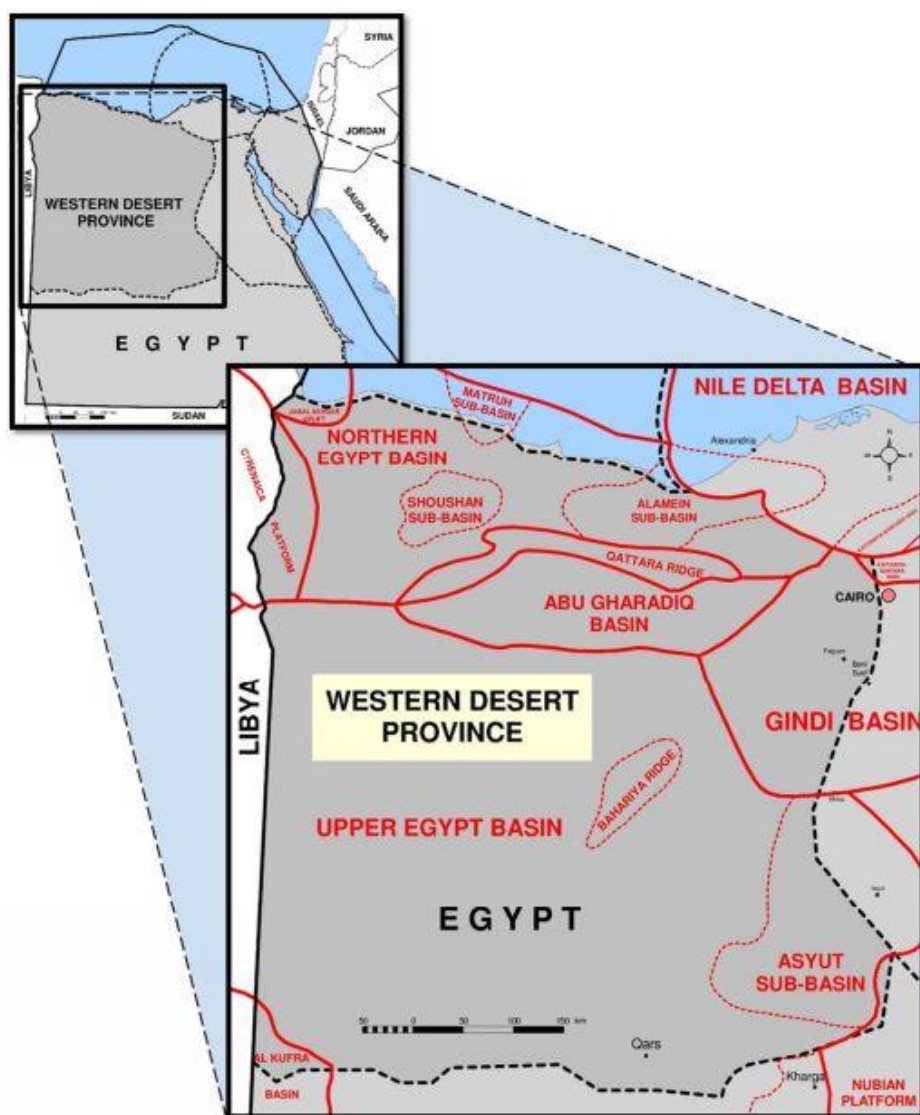 SYRIA
ISRAEL
JORDAN
LIBYA
SAUDI ARABIA
WESTERN DESERT
PROVINCE
E G Y P T
SUDAN
NILE DELTA BASIN
MATRUH
SUB-BASIN
Alexandria
N
S
NORTHERN
EGYPT BASIN
CYRENAICA
PLATFORM
SHOUSHAN
SUB-BASIN
ALAMEIN
SUB-BASIN
QATTARA RIDGE
ABU GHARADIQ
BASIN
CAIRO
Fayum
Beni
Suef
LIBYA
WESTERN DESERT
PROVINCE
GINDI BASIN
BAHARIYA RIDGE
UPPER EGYPT BASIN
E G Y P T
ASYUT
SUB-BASIN
50 0 50 100 150 km
Qars
AL KUFRA
BASIN
Kharga
NUBIAN
PLATFORM